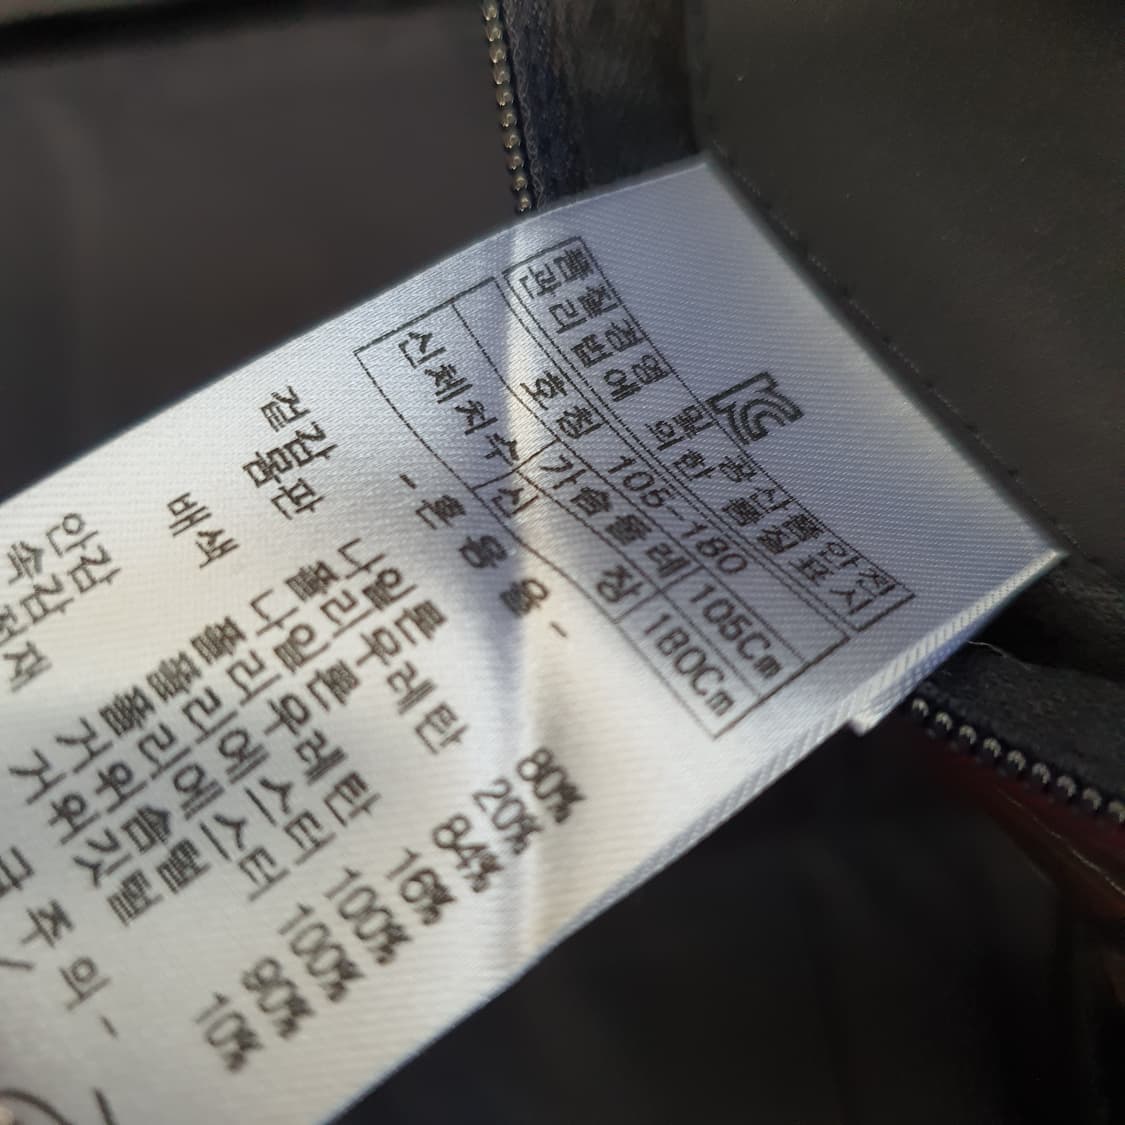 품질경영 및 공산품안전
관리법에 의한 품질표시
호칭 105-180
신체치수 가슴둘레 105Cm
신 장 180Cm
- 혼 용 율 -
겉감 나일론 80%
몸판 폴리우레탄 20%
배색 나일론 84%
폴리우레탄 16%
안감 폴리에스터 100%
속감 폴리에스터 100%
충전재 거위솜털 90%
거위깃털 10%
취 급 주 의 -